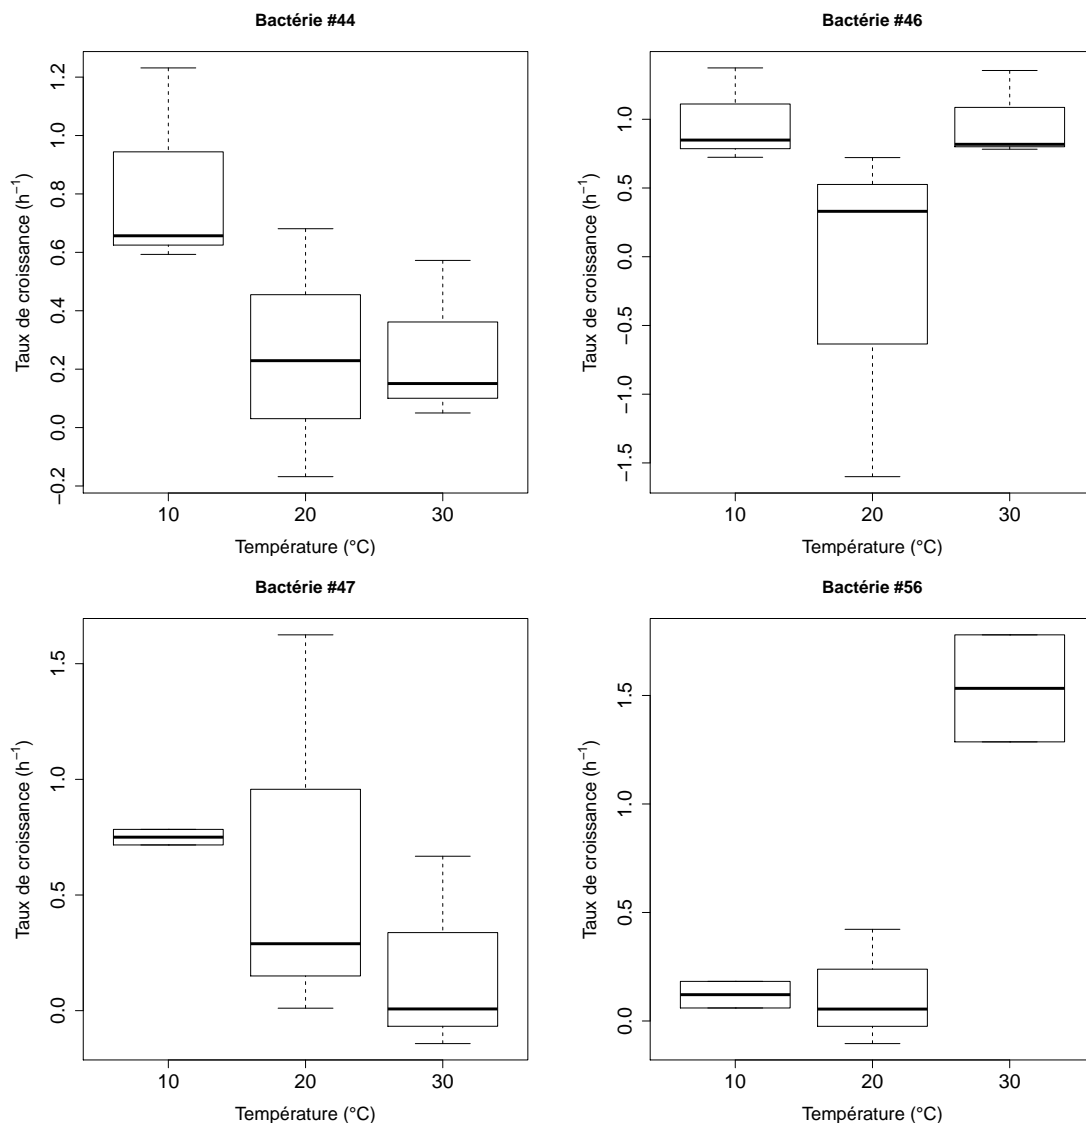 Bactérie #44
Taux de croissance (h⁻¹)
1.2
1.0
0.8
0.6
0.4
0.2
0.0
−0.2
10 20 30
Température (°C)
Bactérie #46
Taux de croissance (h⁻¹)
1.0
0.5
0.0
−0.5
−1.0
−1.5
10 20 30
Température (°C)
Bactérie #47
Taux de croissance (h⁻¹)
1.5
1.0
0.5
0.0
10 20 30
Température (°C)
Bactérie #56
Taux de croissance (h⁻¹)
1.5
1.0
0.5
0.0
10 20 30
Température (°C)